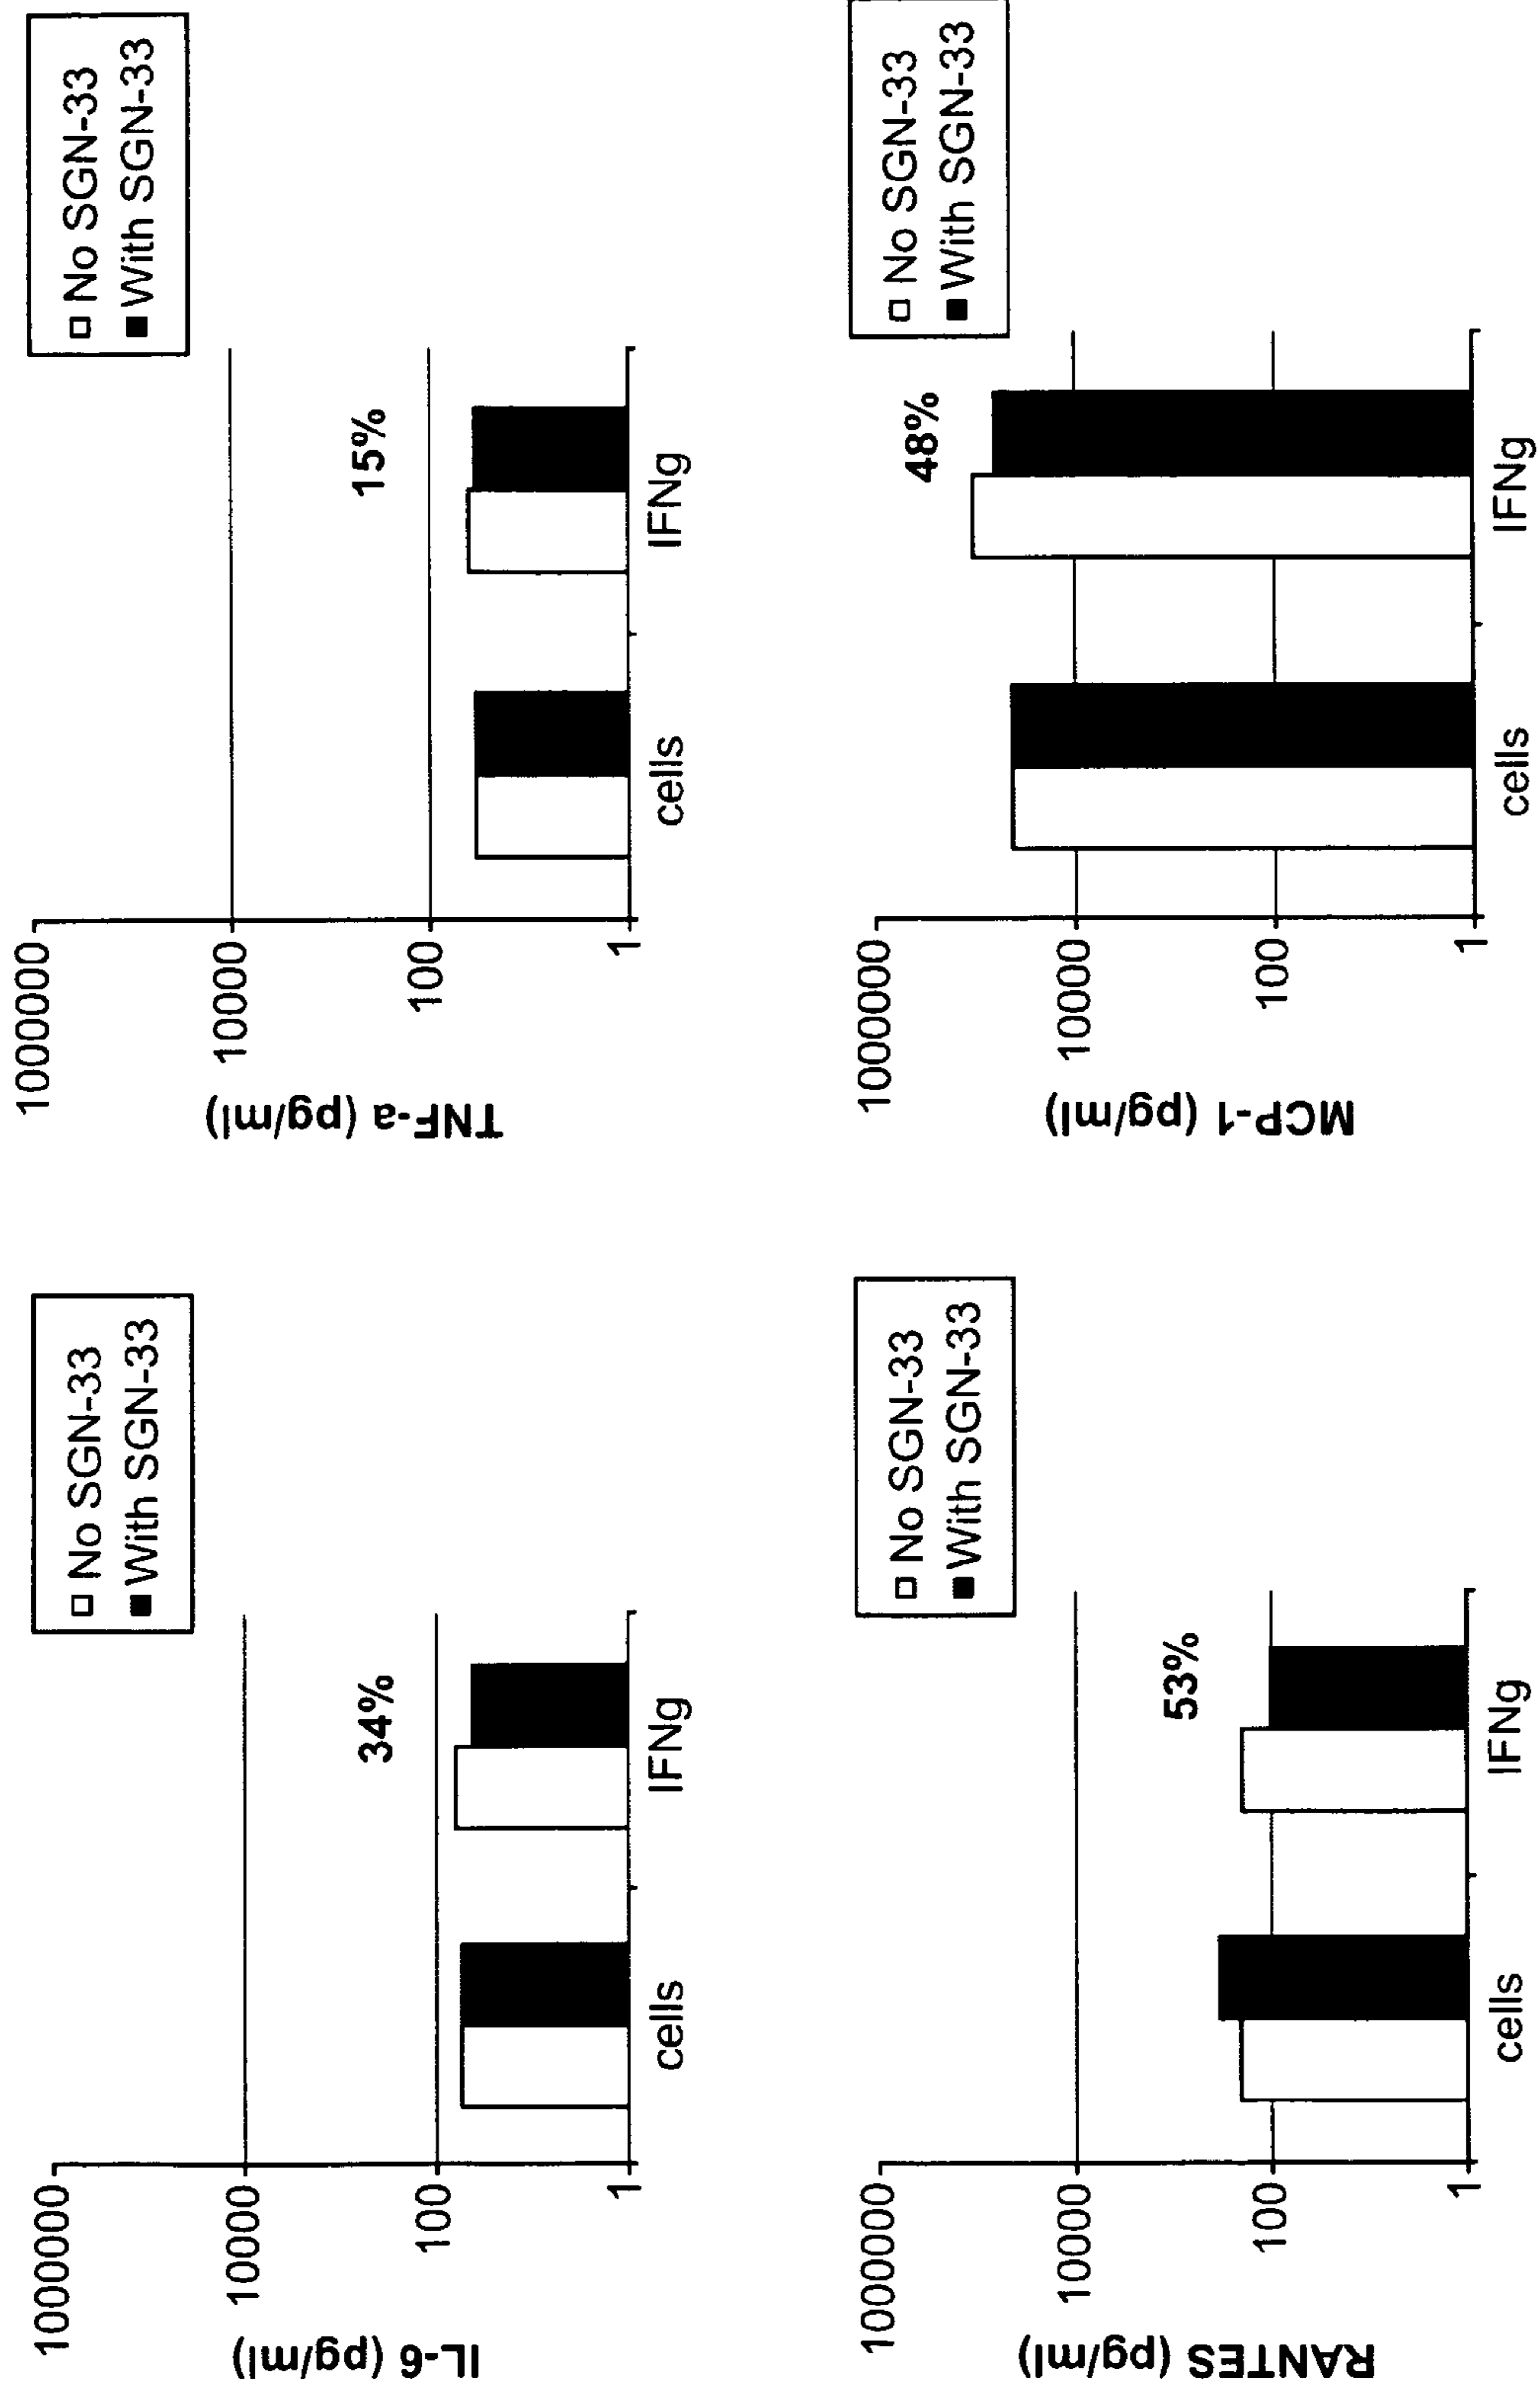 IL-6 (pg/ml)
1000000
10000
100
1
34%
cells
IFNg
No SGN-33
With SGN-33
TNF-a (pg/ml)
1000000
10000
100
1
15%
cells
IFNg
No SGN-33
With SGN-33
RANTES (pg/ml)
1000000
10000
100
1
53%
cells
IFNg
No SGN-33
With SGN-33
MCP-1 (pg/ml)
1000000
10000
100
1
48%
cells
IFNg
No SGN-33
With SGN-33